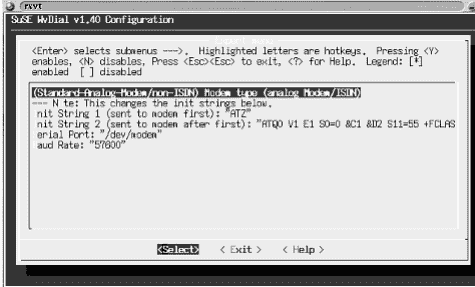 rxvt
SuSE WvDial v1.40 Configuration
<Enter> selects submenus --->. Highlighted letters are hotkeys. Pressing <Y>
enables, <N> disables, Press <Esc><Esc> to exit, <?> for Help. Legend: [*]
enabled [ ] disabled
(Standard-Analog-Modem/non-ISDN) Modem type (analog Modem/ISDN)
--- N te: This changes the init strings below.
nit String 1 (sent to modem first): "ATZ"
nit String 2 (sent to modem after first): "ATQ0 V1 E1 S0=0 &C1 &D2 S11=55 +FCLAS
erial Port: "/dev/modem"
aud Rate: "57600"
<Select> < Exit > < Help >